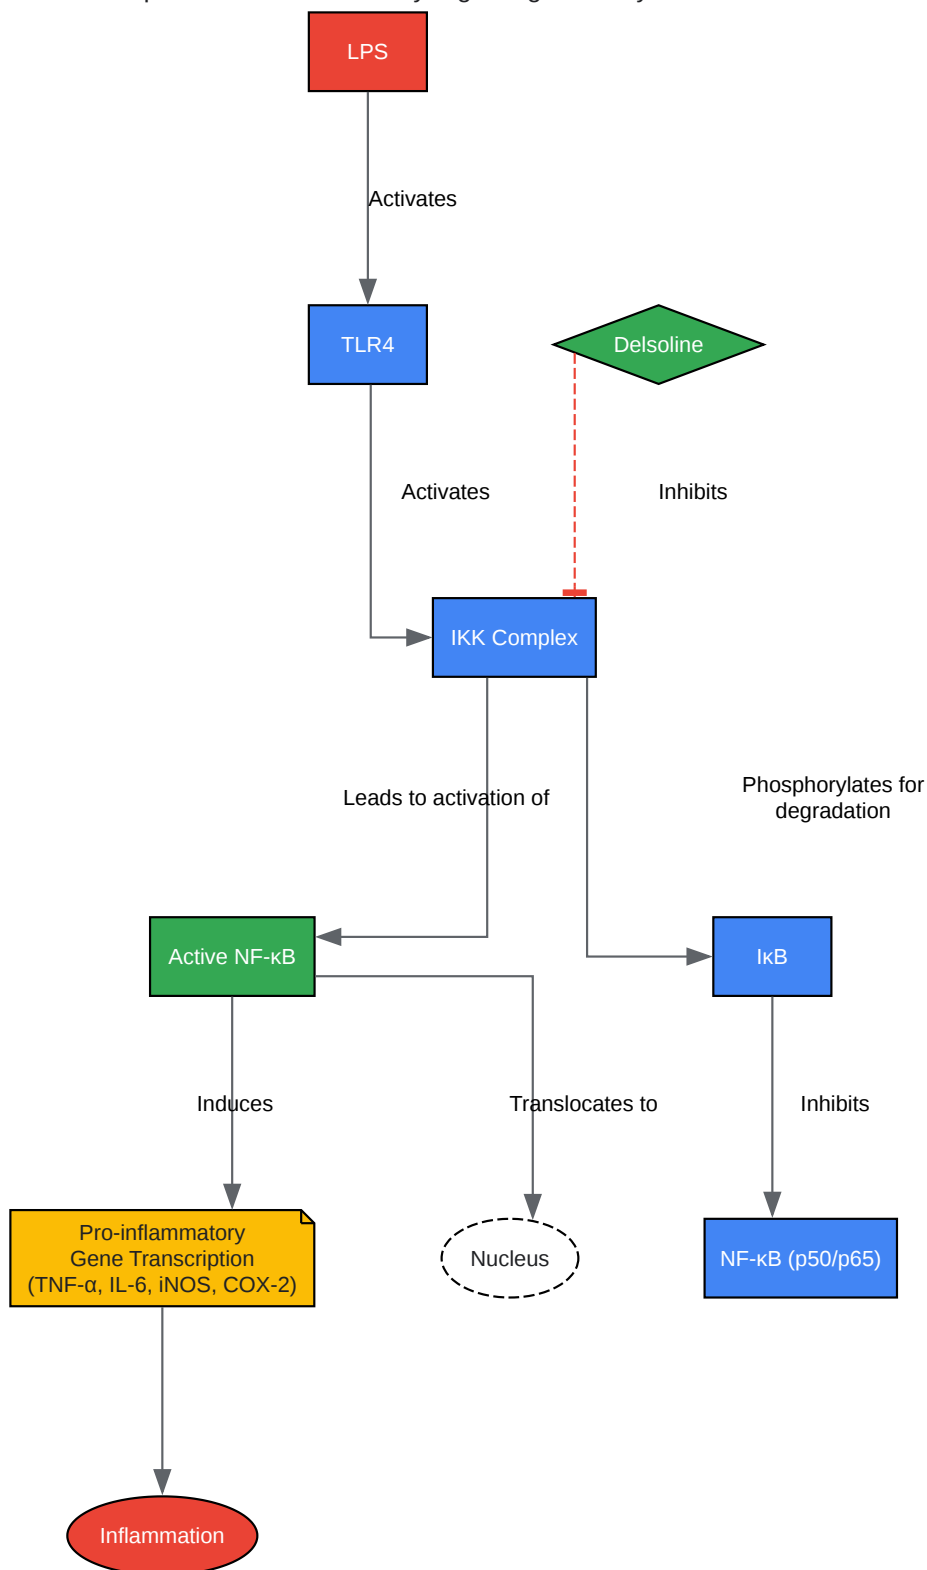 LPS
Activates
TLR4
Delsoline
Activates
Inhibits
IKK Complex
Leads to activation of
Phosphorylates for
degradation
Active NF-κB
IκB
Induces
Translocates to
Inhibits
Pro-inflammatory
Gene Transcription
(TNF-α, IL-6, iNOS, COX-2)
Nucleus
NF-κB (p50/p65)
Inflammation